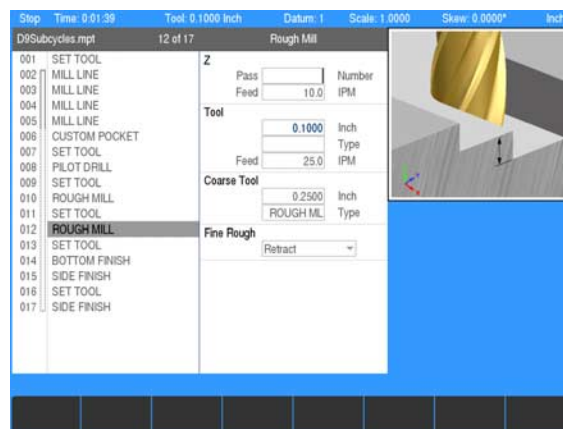 Stop Time: 0:01:39 Tool: 0.1000 Inch Datum: 1 Scale: 1.0000 Skew: 0.0000° Inch
D9Subcycles.mpt 12 of 17 Rough Mill
001 SET TOOL
002 MILL LINE
003 MILL LINE
004 MILL LINE
005 MILL LINE
006 CUSTOM POCKET
007 SET TOOL
008 PILOT DRILL
009 SET TOOL
010 ROUGH MILL
011 SET TOOL
012 ROUGH MILL
013 SET TOOL
014 BOTTOM FINISH
015 SIDE FINISH
016 SET TOOL
017 SIDE FINISH
Z
Pass Number
Feed 10.0 IPM
Tool
0.1000 Inch
Type
Feed 25.0 IPM
Coarse Tool
0.2500 Inch
ROUGH ML Type
Fine Rough
Retract